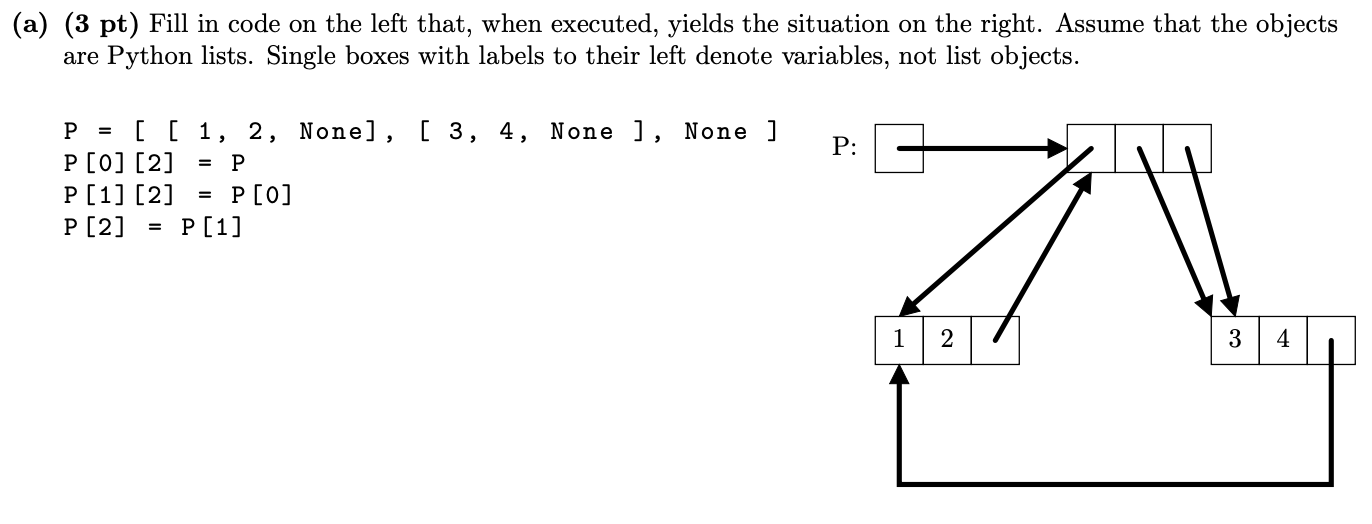 (a) (3 pt) Fill in code on the left that, when executed, yields the situation on the right. Assume that the objects
are Python lists. Single boxes with labels to their left denote variables, not list objects.
P = [ [ 1, 2, None], [ 3, 4, None ], None ]
P[0][2] = P
P[1][2] = P[0]
P[2] = P[1]
P:
1 2
3 4